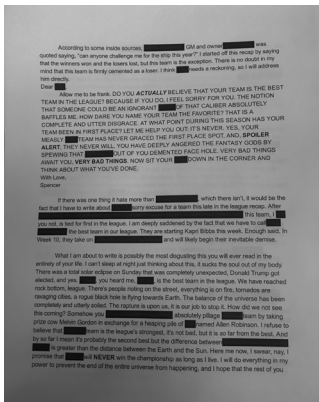 According to some inside sources, GM and owner was
quoted saying, "can anyone challenge me for the ship this year?" I started off this recap by saying
that the winners won and the losers lost, but this team is the exception. There is no doubt in my
mind that this team is firmly cemented as a loser. I think needs a reckoning, so I will address
him directly.
Dear
Allow me to be frank. DO YOU ACTUALLY BELIEVE THAT YOUR TEAM IS THE BEST
TEAM IN THE LEAGUE? BECAUSE IF YOU DO, I FEEL SORRY FOR YOU. THE NOTION
THAT SOMEONE COULD BE AN IGNORANT OF THAT CALIBER ABSOLUTELY
BAFFLES ME. HOW DARE YOU NAME YOUR TEAM THE FAVORITE? THAT IS A
COMPLETE AND UTTER DISGRACE. AT WHAT POINT DURING THIS SEASON HAS YOUR
TEAM BEEN IN FIRST PLACE? LET ME HELP YOU OUT. IT'S NEVER. YES, YOUR
MEASLY TEAM HAS NEVER GRACED THE FIRST PLACE SPOT, AND, SPOILER
ALERT, THEY NEVER WILL. YOU HAVE DEEPLY ANGERED THE FANTASY GODS BY
SPEWING THAT OUT OF YO DEMENTED FACE HOLE. VERY BAD THINGS
AWAIT YOU, VERY BAD THINGS. NOW SIT YOUR DOWN IN THE CORNER AND
THINK ABOUT WHAT YOU'VE DONE.
With Love,
Spencer
If there was one thing it hate more than which there isn't, it would be the
fact that I have to write about sorry excuse for a team this late in the league recap. After
this team, I
you not, is tied for first in the league. I am deeply saddened by the fact that we have to call
the best team in our league. They are starting Kapri Bibbs this week. Enough said. In
Week 10, they take on and will likely begin their inevitable demise.
What I am about to write is possibly the most disgusting this you will ever read in the
entirety of your life. I can't sleep at night just thinking about this, it sucks the soul out of my body.
There was a total solar eclipse on Sunday that was completely unexpected, Donald Trump got
elected, and yes, you heard me, is the best team in the league. We have reached
rock bottom, league. There's people rioting on the street, everything is on fire, tornados are
ravaging cities, a rogue black hole is flying towards Earth. The balance of the universe has been
completely and utterly soiled. The rapture is upon us, it is our job to stop it. How did we not see
this coming? Somehow you absolutely pillage team by taking
prize cow Melvin Gordon in exchange for a heaping pile of named Allen Robinson. I refuse to
believe that team is the league's strongest, it's not bad, but it is so far from the best. And
by as far I mean it's probably the second best but the difference between
is greater than the distance between the Earth and the Sun. Here me now, I swear, nay, I
promise that will NEVER win the championship as long as I live. I will do everything in my
power to prevent the end of the entire universe from happening, and I hope that the rest of you